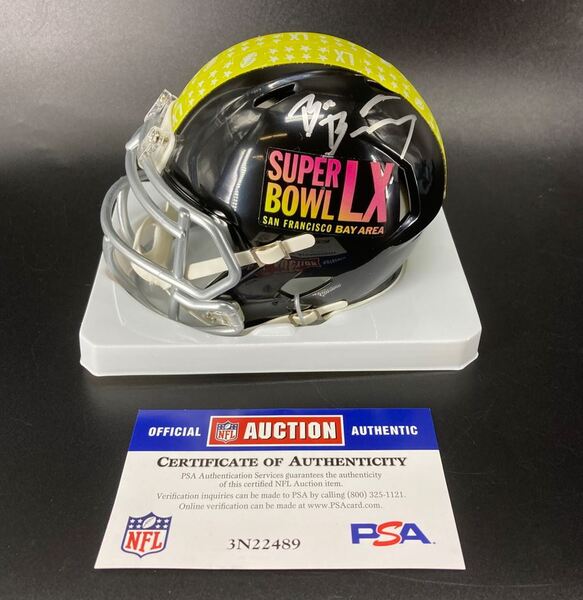 LX
SUPER
BOWL LX
SAN FRANCISCO BAY AREA
OFFICIAL NFL AUCTION AUTHENTIC
CERTIFICATE OF AUTHENTICITY
PSA Authentication Services guarantees the authenticity
of this certified NFL Auction item.
Verification inquiries can be made to PSA by calling (800) 325-1121.
Online verification can be made at www.PSAcard.com.
NFL
3N22489
PSA